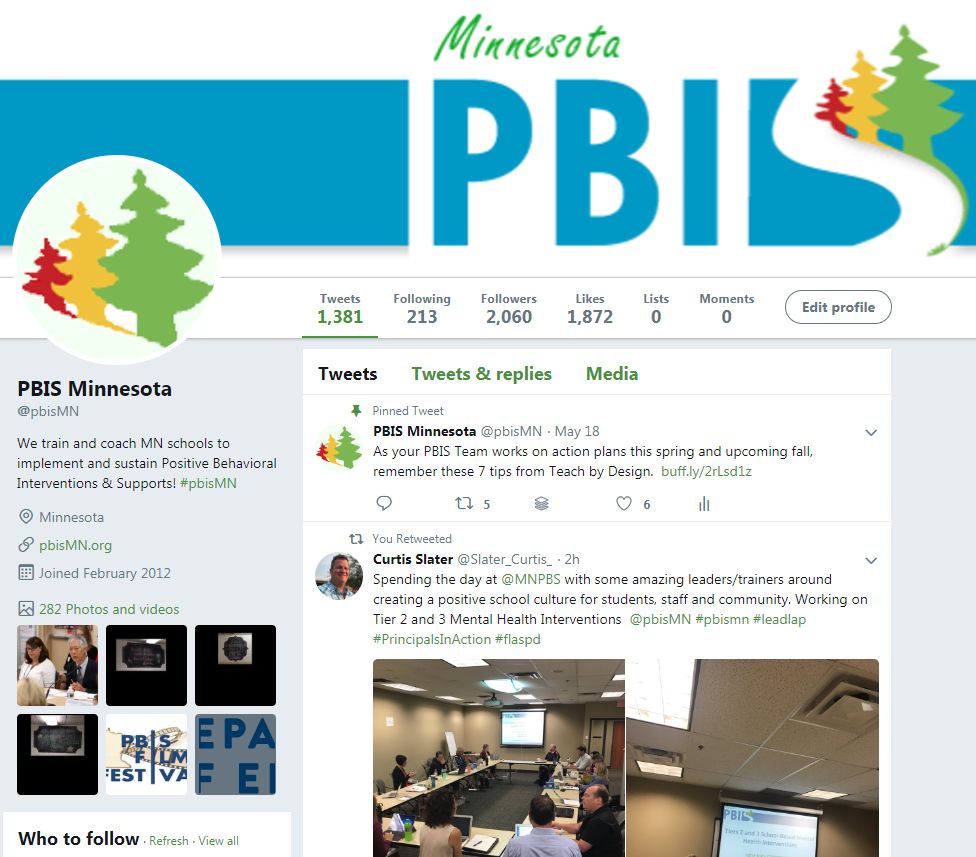 Minnesota
PBIS
Tweets
1,381
Following
213
Followers
2,060
Likes
1,872
Lists
0
Moments
0
Edit profile
PBIS Minnesota
@pbisMN
We train and coach MN schools to
implement and sustain Positive Behavioral
Interventions & Supports! #pbisMN
Minnesota
pbisMN.org
Joined February 2012
282 Photos and videos
PBIS
FILM
FESTIVA
EPA
F FE
Who to follow · Refresh · View all
Tweets Tweets & replies Media
Pinned Tweet
PBIS Minnesota @pbisMN · May 18
As your PBIS Team works on action plans this spring and upcoming fall,
remember these 7 tips from Teach by Design. buff.ly/2rLsd1z
5 6
You Retweeted
Curtis Slater @Slater_Curtis_ · 2h
Spending the day at @MNPBS with some amazing leaders/trainers around
creating a positive school culture for students, staff and community. Working on
Tier 2 and 3 Mental Health Interventions @pbisMN #pbismn #leadlap
#PrincipalsInAction #flaspd
PBIS
Tier 2 and 3 School-Based Mental
Health Interventions